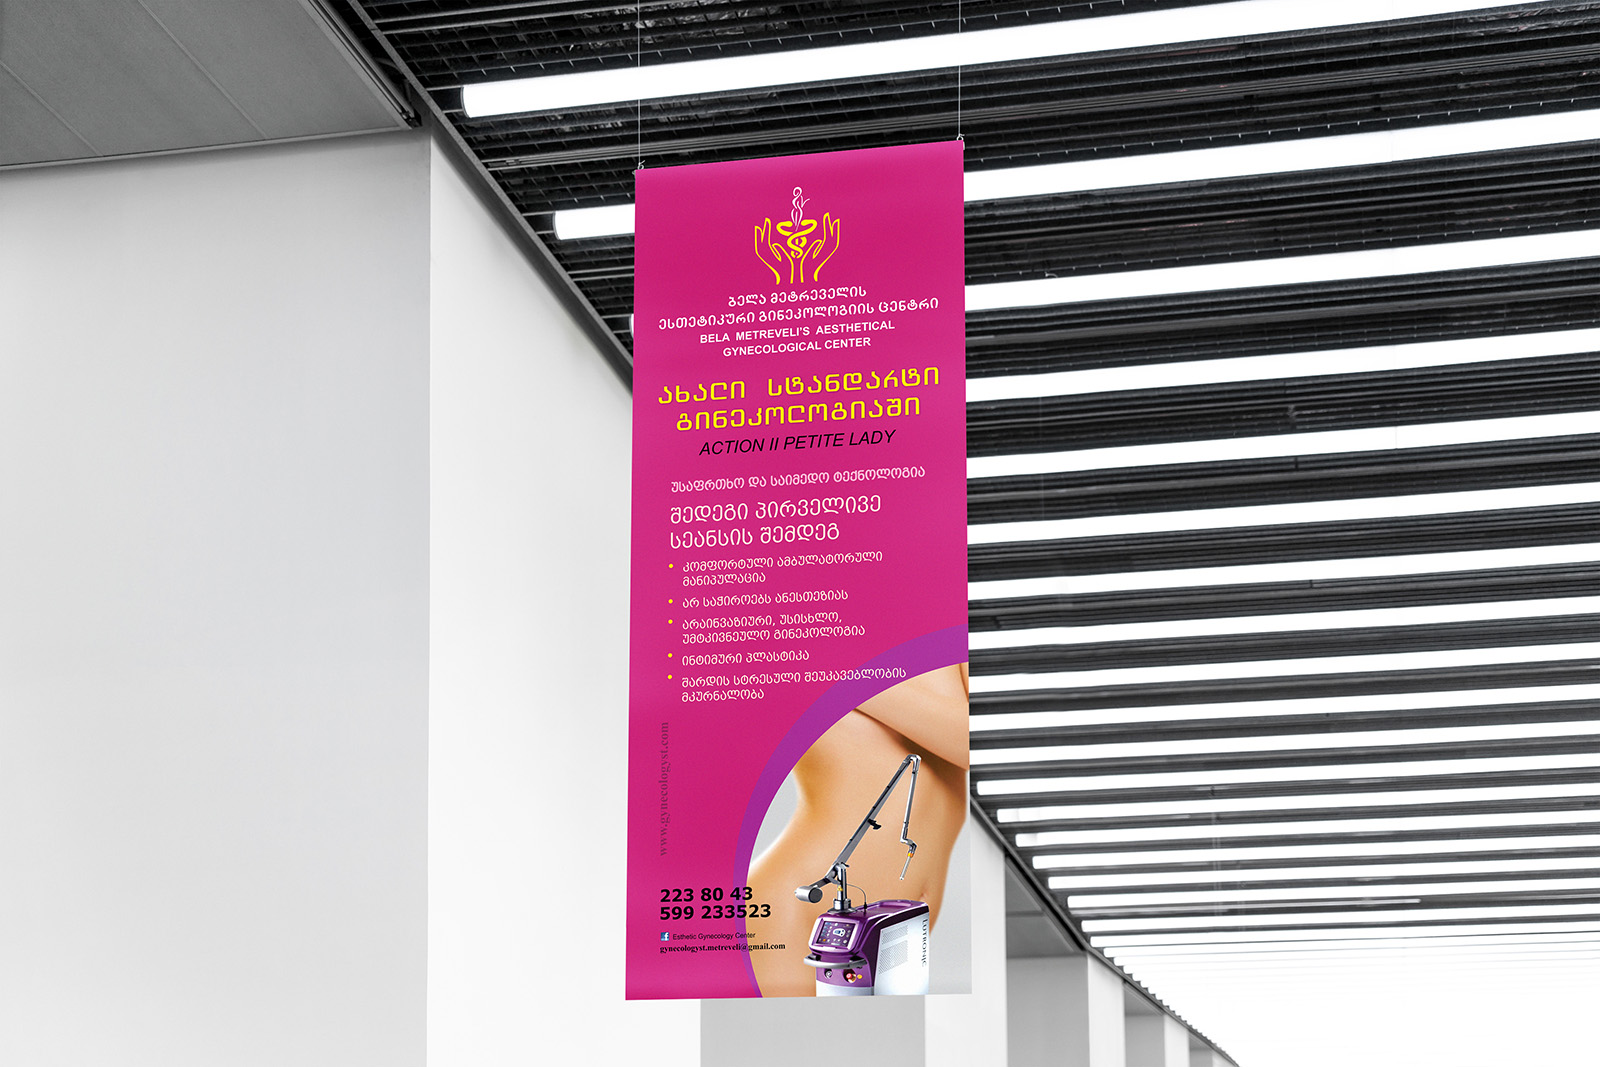 ბელა მეტრეველის
ესთეტიკური გინეკოლოგიის ცენტრი
BELA METREVELI'S AESTHETICAL
GYNECOLOGICAL CENTER
ახალი სტანდარტი
გინეკოლოგიაში
ACTION II PETITE LADY
უსაფრთხო და საიმედო ტექნოლოგია
შედეგი პირველივე
სეანსის შემდეგ
• კომფორტული ამბულატორული
მანიპულაცია
• არ საჭიროებს ანესთეზიას
• არაინვაზიური, უსისხლო,
უმტკივნეულო გინეკოლოგია
• ინტიმური პლასტიკა
• შარდის სტრესული შეუკავებლობის
მკურნალობა
www.gynecologyst.com
223 80 43
599 233523
Esthetic Gynecology Center
gynecologyst.metreveli@gmail.com
LUTRONIC